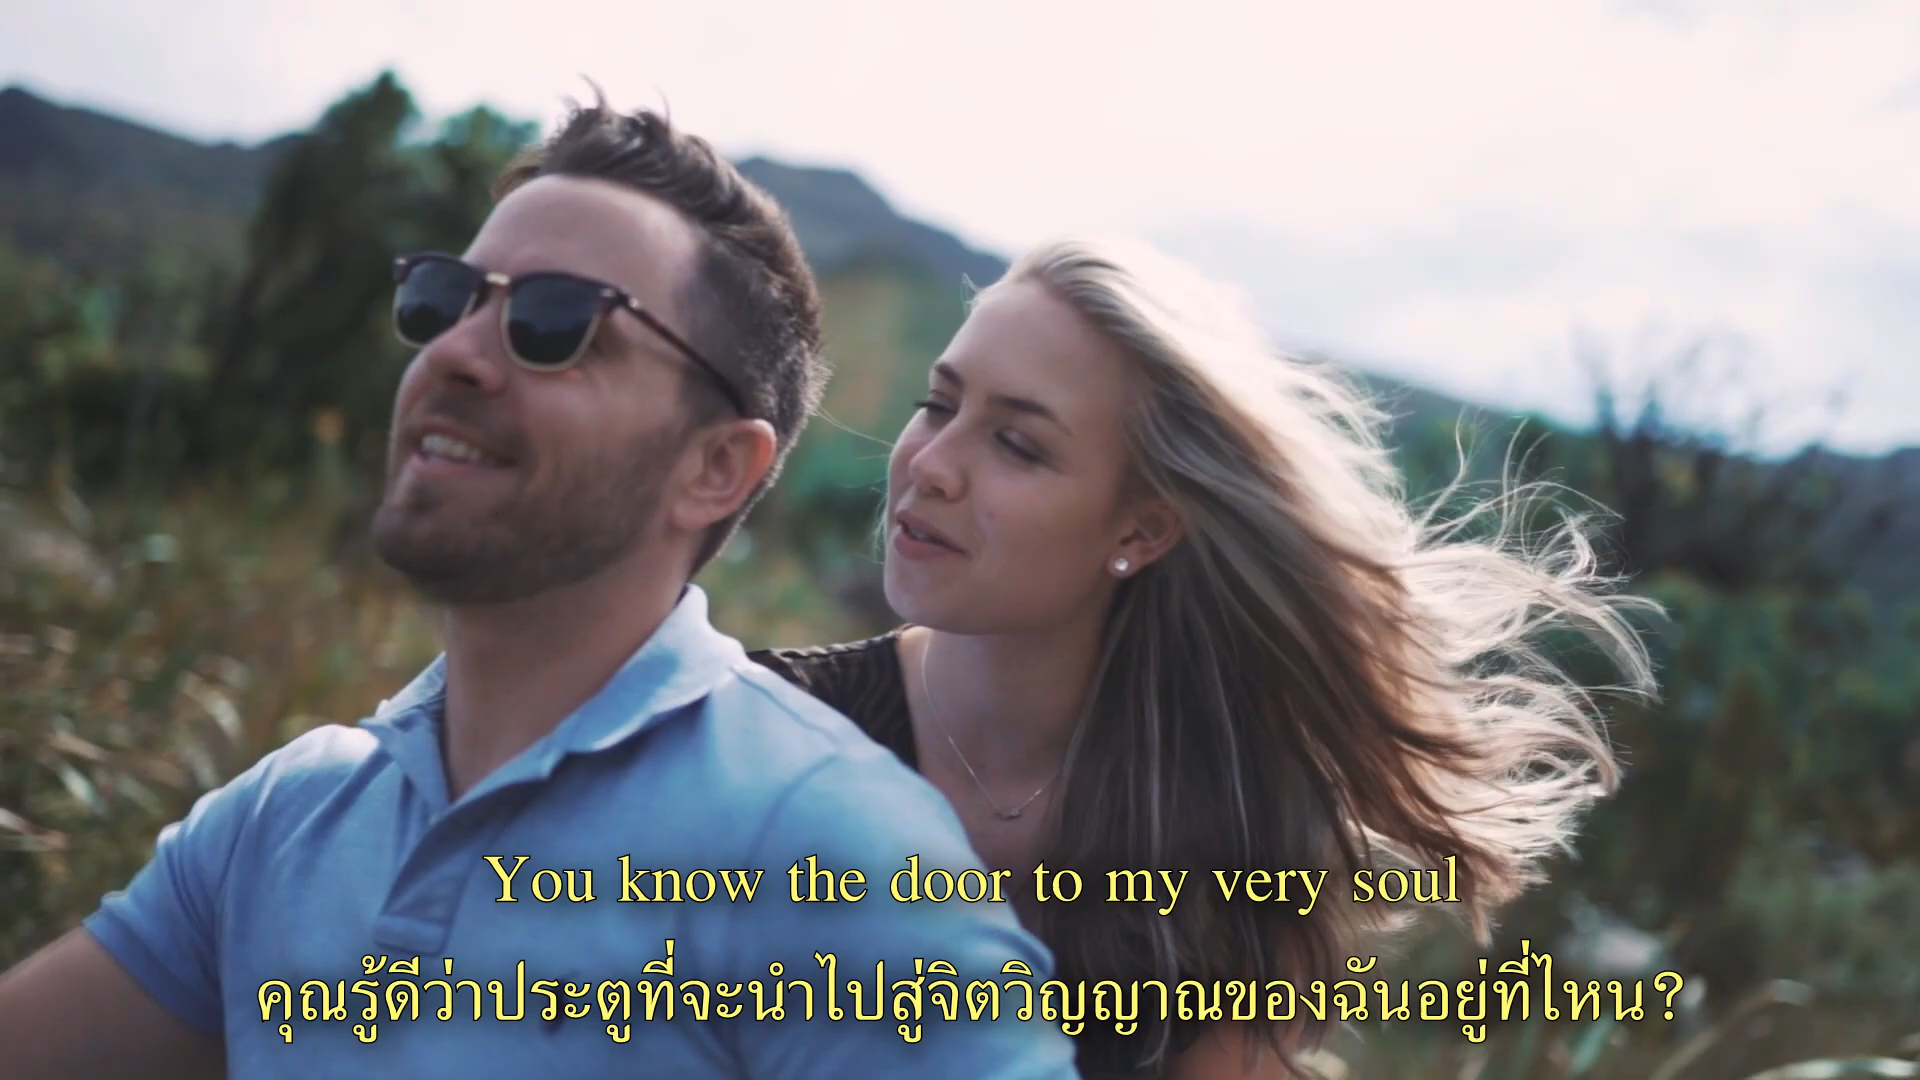 You know the door to my very soul
คุณรู้ดีว่าประตูที่จะนำไปสู่จิตวิญญาณของฉันอยู่ที่ไหน?